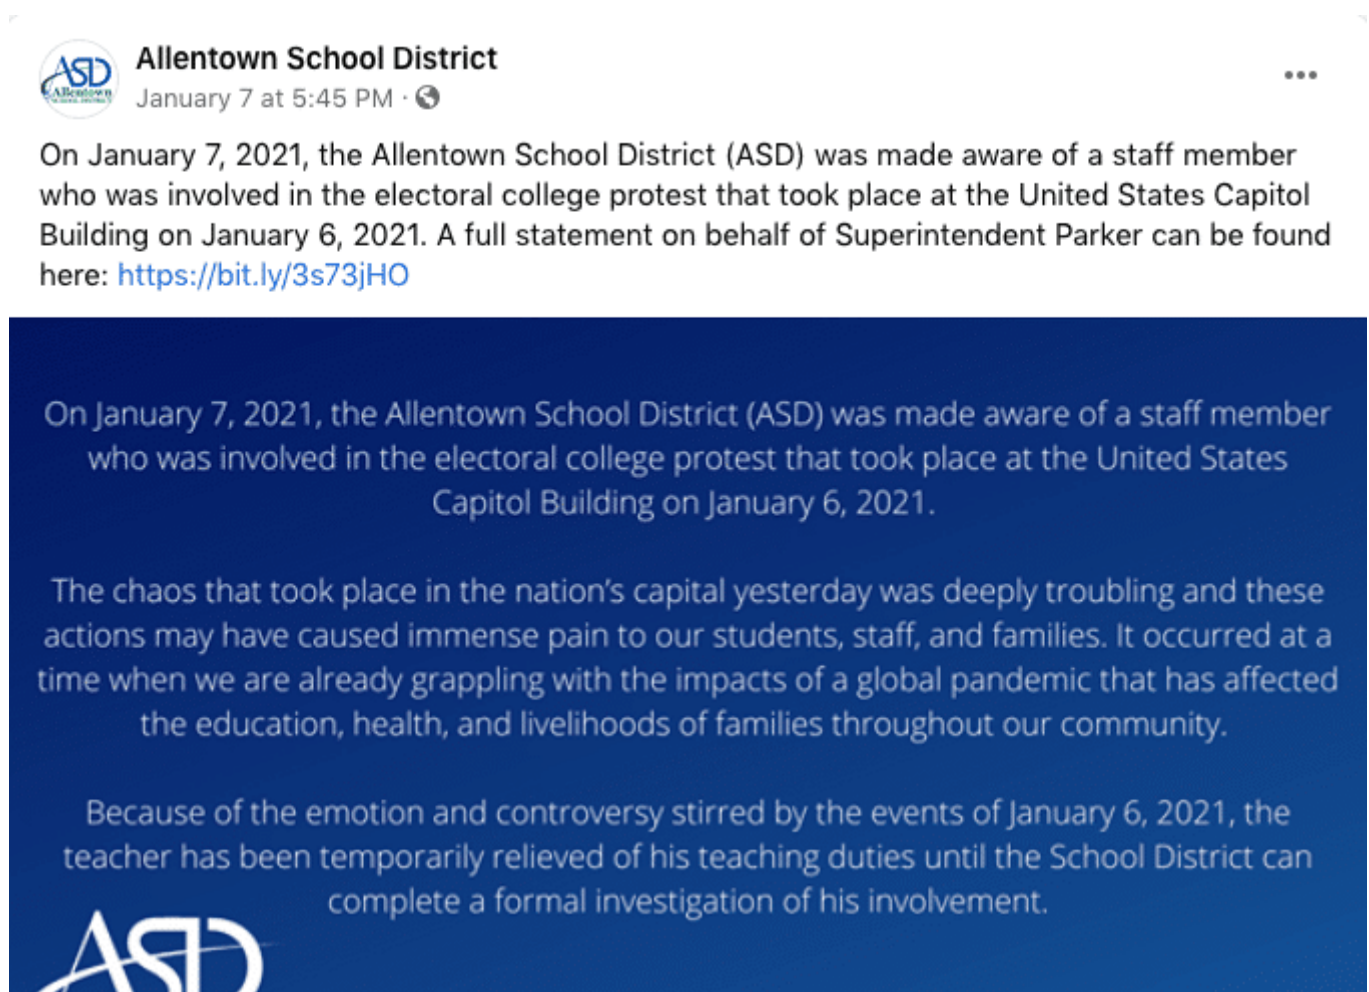 ASD
Allentown
SCHOOL DISTRICT
Allentown School District
January 7 at 5:45 PM ·
On January 7, 2021, the Allentown School District (ASD) was made aware of a staff member
who was involved in the electoral college protest that took place at the United States Capitol
Building on January 6, 2021. A full statement on behalf of Superintendent Parker can be found
here: https://bit.ly/3s73jHO
On January 7, 2021, the Allentown School District (ASD) was made aware of a staff member
who was involved in the electoral college protest that took place at the United States
Capitol Building on January 6, 2021.
The chaos that took place in the nation’s capital yesterday was deeply troubling and these
actions may have caused immense pain to our students, staff, and families. It occurred at a
time when we are already grappling with the impacts of a global pandemic that has affected
the education, health, and livelihoods of families throughout our community.
Because of the emotion and controversy stirred by the events of January 6, 2021, the
teacher has been temporarily relieved of his teaching duties until the School District can
complete a formal investigation of his involvement.
ASD